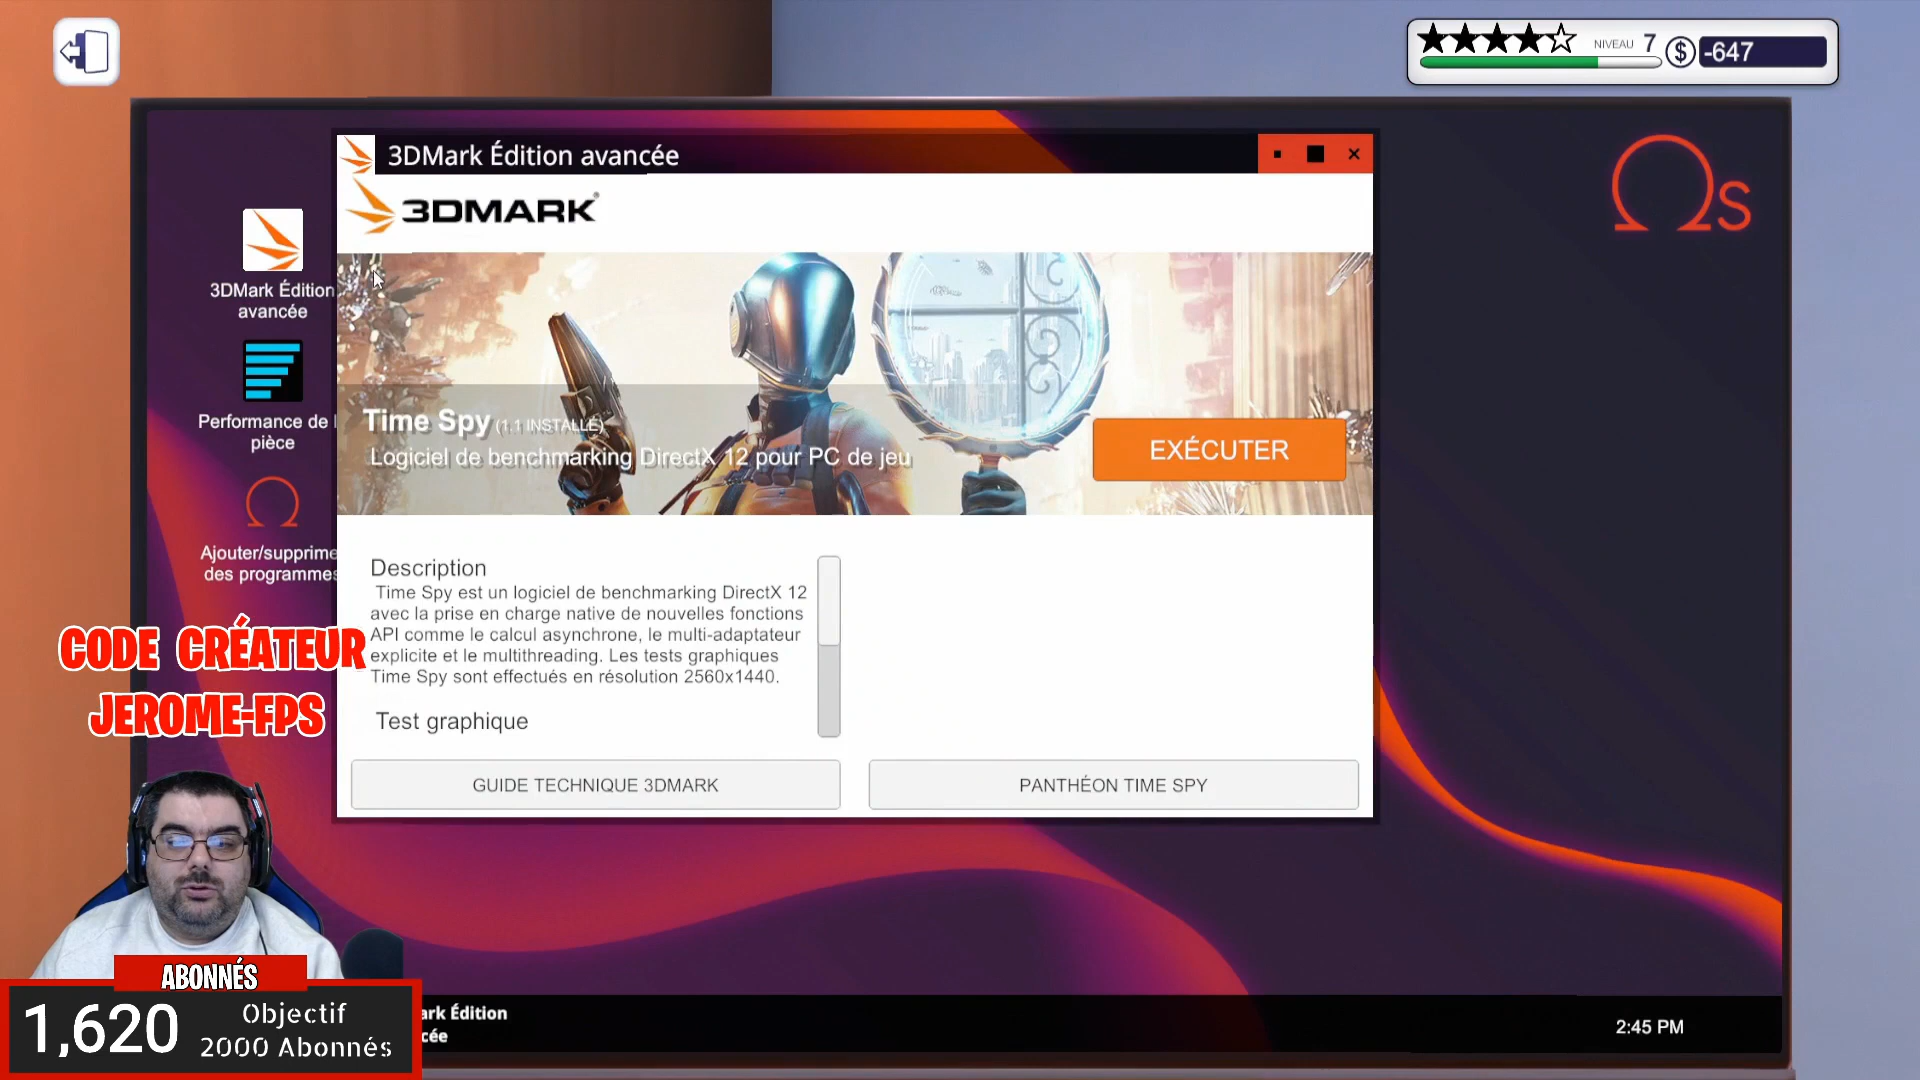 NIVEAU 7
$ -647
3DMark Édition avancée
3DMARK®
Ωs
3DMark Édition
avancée
Performance de
pièce
Ajouter/supprime
des programmes
Time Spy (1.1 INSTALLÉ)
Logiciel de benchmarking DirectX 12 pour PC de jeu
EXÉCUTER
Description
Time Spy est un logiciel de benchmarking DirectX 12
avec la prise en charge native de nouvelles fonctions
API comme le calcul asynchrone, le multi-adaptateur
explicite et le multithreading. Les tests graphiques
Time Spy sont effectués en résolution 2560x1440.
Test graphique
GUIDE TECHNIQUE 3DMARK
PANTHÉON TIME SPY
CODE CRÉATEUR
JEROME-FPS
ABONNÉS
1,620
Objectif
2000 Abonnés
ark Édition
cée
2:45 PM